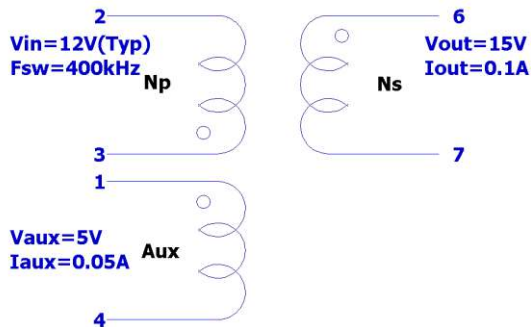 2
Vin=12V(Typ)
Fsw=400kHz
Np
3
6
Vout=15V
Iout=0.1A
Ns
7
1
Vaux=5V
Iaux=0.05A
Aux
4